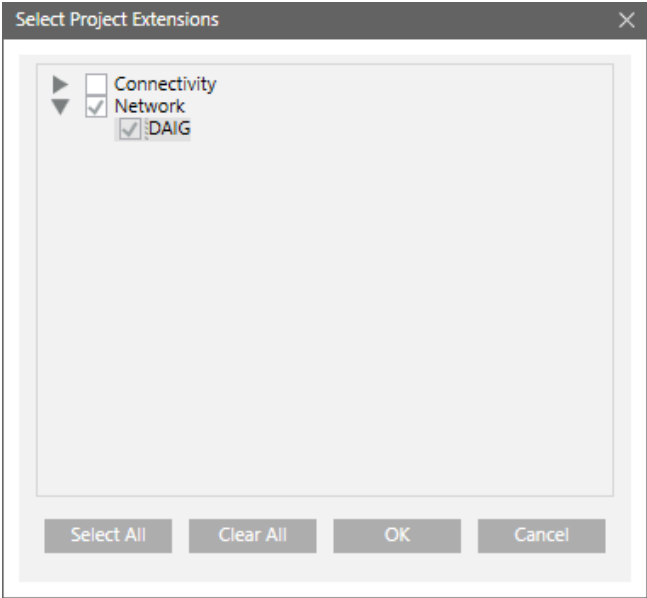 Select Project Extensions
Connectivity
Network
DAIG
Select All Clear All OK Cancel